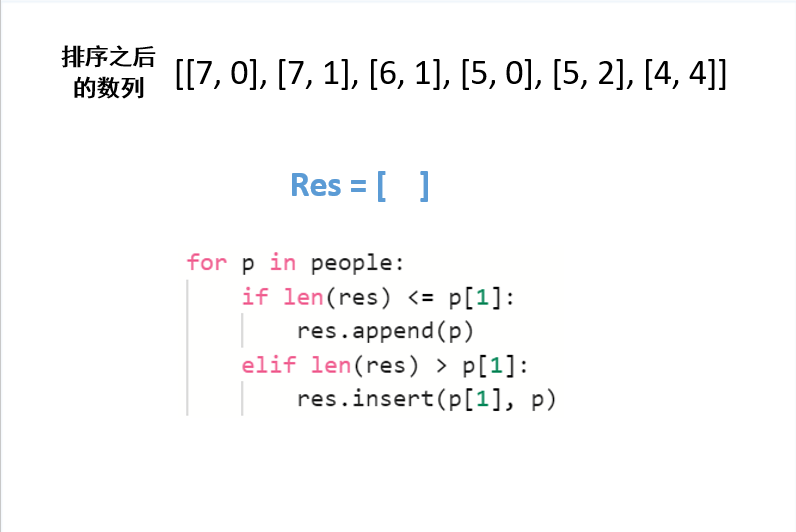 排序之后
的数列
[[7, 0], [7, 1], [6, 1], [5, 0], [5, 2], [4, 4]]
Res = [ ]
for p in people:
if len(res) <= p[1]:
res.append(p)
elif len(res) > p[1]:
res.insert(p[1], p)